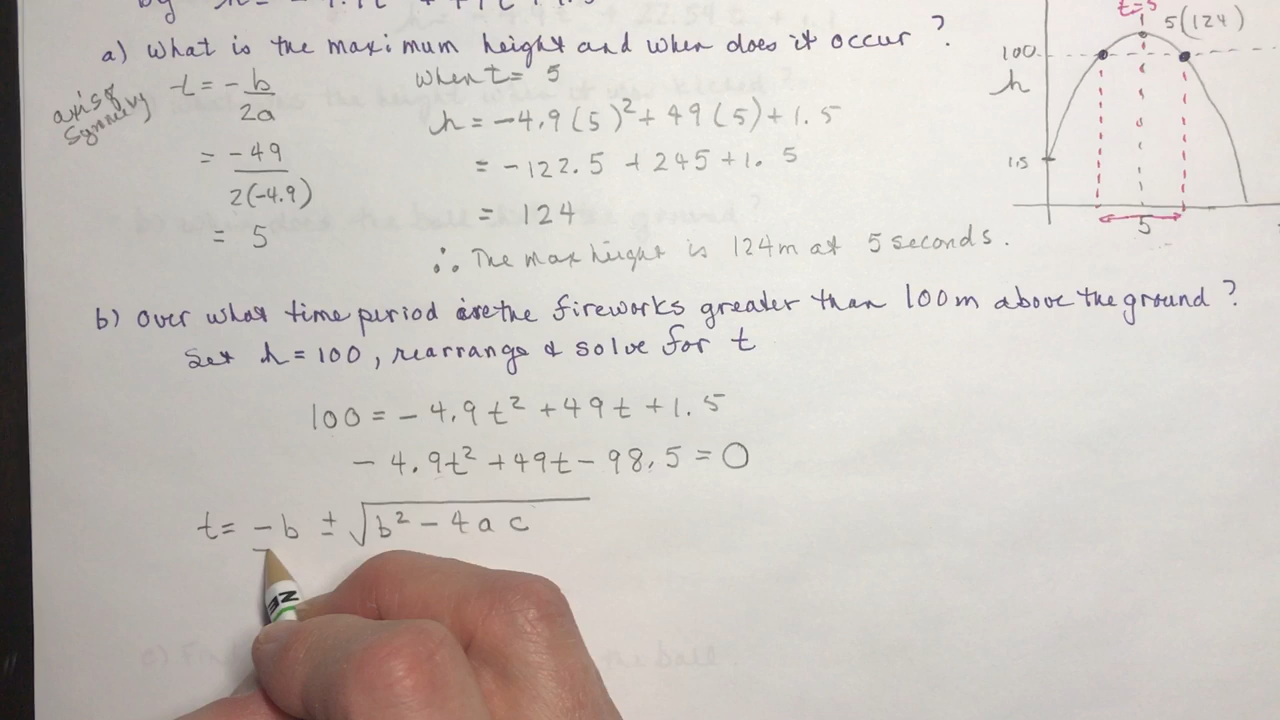 a) What is the maximum height and when does it occur ?
axis of
symmetry
t = -b
2a
= -49
2(-4.9)
= 5
when t = 5
h = -4.9(5)² + 49(5) + 1.5
= -122.5 + 245 + 1.5
= 124
∴ The max height is 124m at 5 seconds.
t=5
5(124)
100
h
1.5
5
b) Over what time period are the fireworks greater than 100m above the ground ?
Set h = 100, rearrange & solve for t
100 = -4.9t² + 49t + 1.5
-4.9t² + 49t - 98.5 = 0
t = -b ± √b² - 4ac
ZE